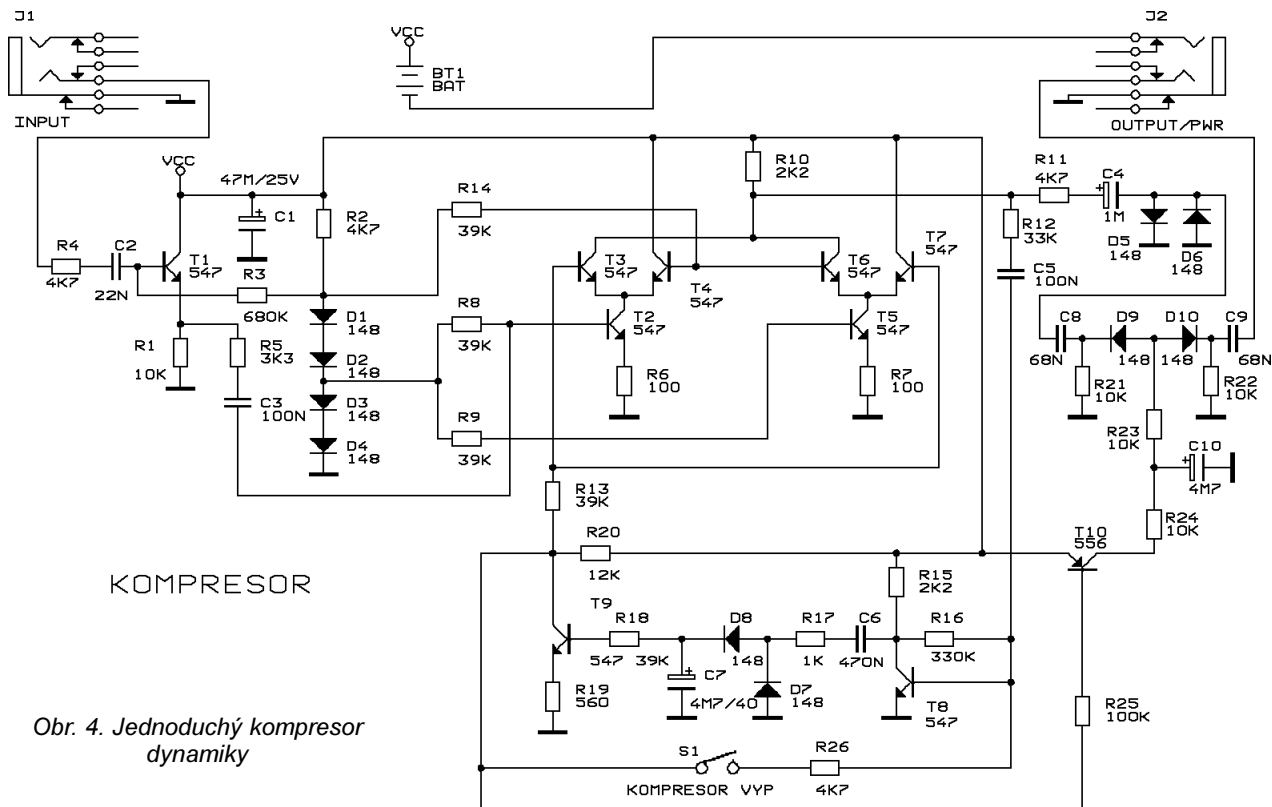 J1
INPUT
VCC
BT1
BAT
J2
OUTPUT/PWR
VCC
47M/25V
C1
R2
4K7
R14
39K
R10
2K2
R11
4K7
C4
1M
R12
33K
D5
148
D6
148
C5
100N
R4
4K7
C2
22N
T1
547
R3
680K
T3
547
T4
547
T6
547
T7
547
R1
10K
R5
3K3
C3
100N
D1
148
D2
148
D3
148
D4
148
R8
39K
R9
39K
T2
547
T5
547
R6
100
R7
100
C8
68N
D9
148
D10
148
C9
68N
R21
10K
R22
10K
R23
10K
C10
4M7
R24
10K
R13
39K
R20
12K
T10
556
KOMPRESOR
T9
547
R18
39K
D8
148
R17
1K
C6
470N
R15
2K2
R16
330K
R19
560
C7
4M7/40
D7
148
T8
547
R25
100K
S1
KOMPRESOR VYP
R26
4K7
Obr. 4. Jednoduchý kompresor
dynamiky